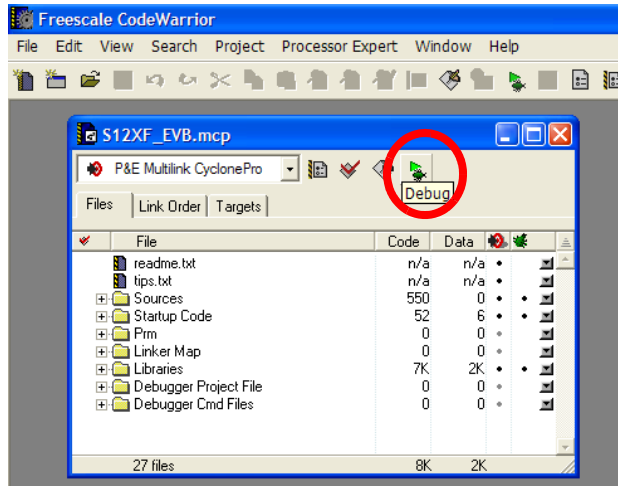 Freescale CodeWarrior
File Edit View Search Project Processor Expert Window Help
S12XF_EVB.mcp
P&E Multilink CyclonePro
Debug
Files Link Order Targets
File Code Data
readme.txt n/a n/a
tips.txt n/a n/a
Sources 550 0
Startup Code 52 6
Prm 0 0
Linker Map 0 0
Libraries 7K 2K
Debugger Project File 0 0
Debugger Cmd Files 0 0
27 files 8K 2K